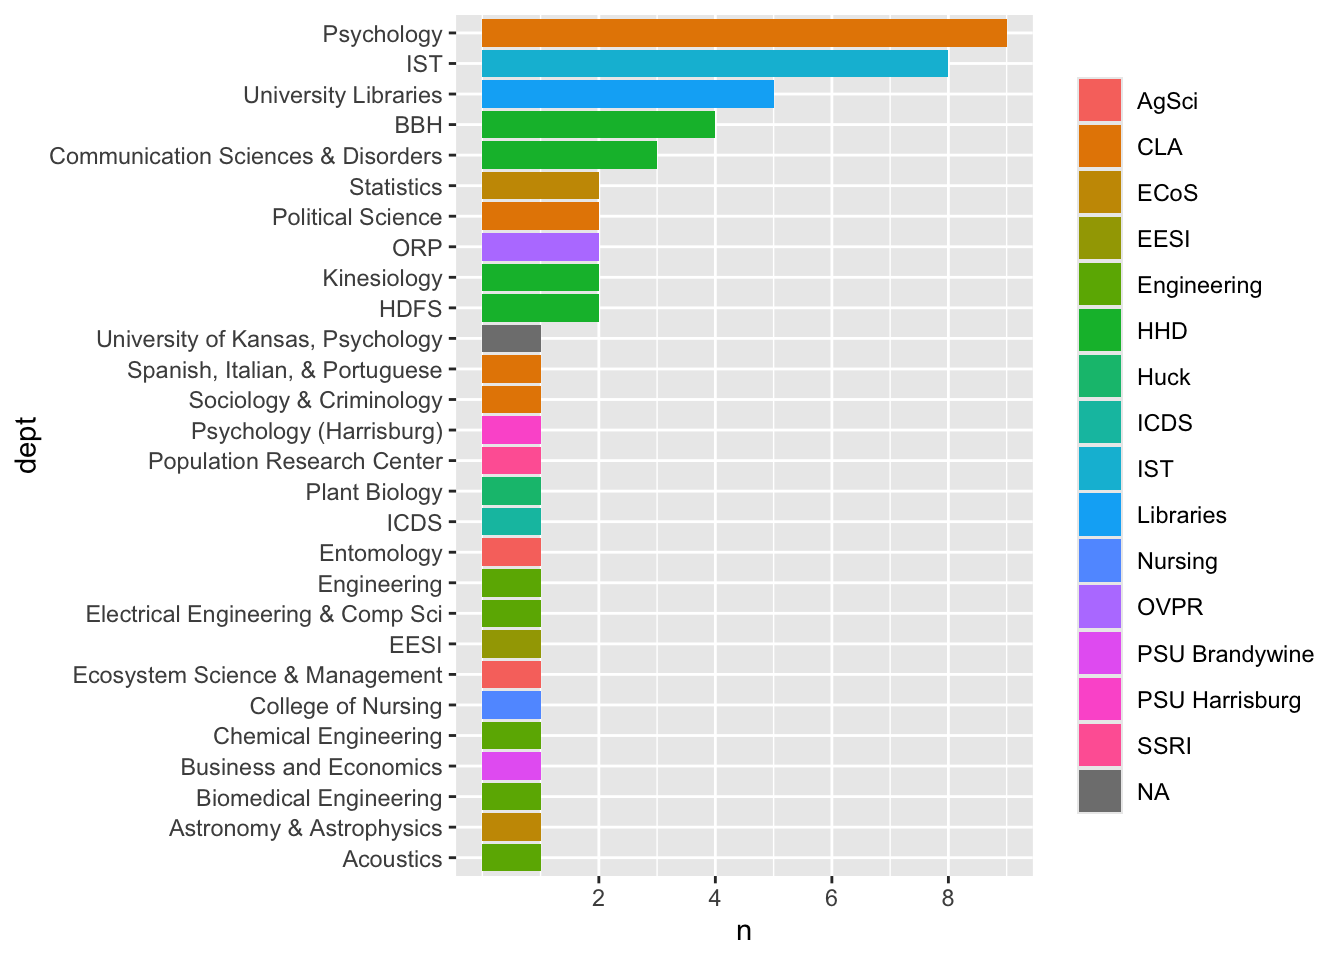 Psychology
IST
University Libraries
BBH
Communication Sciences & Disorders
Statistics
Political Science
ORP
Kinesiology
HDFS
University of Kansas, Psychology
Spanish, Italian, & Portuguese
Sociology & Criminology
Psychology (Harrisburg)
Population Research Center
Plant Biology
ICDS
Entomology
Engineering
Electrical Engineering & Comp Sci
EESI
Ecosystem Science & Management
College of Nursing
Chemical Engineering
Business and Economics
Biomedical Engineering
Astronomy & Astrophysics
Acoustics
dept
2 4 6 8
n
AgSci
CLA
ECoS
EESI
Engineering
HHD
Huck
ICDS
IST
Libraries
Nursing
OVPR
PSU Brandywine
PSU Harrisburg
SSRI
NA